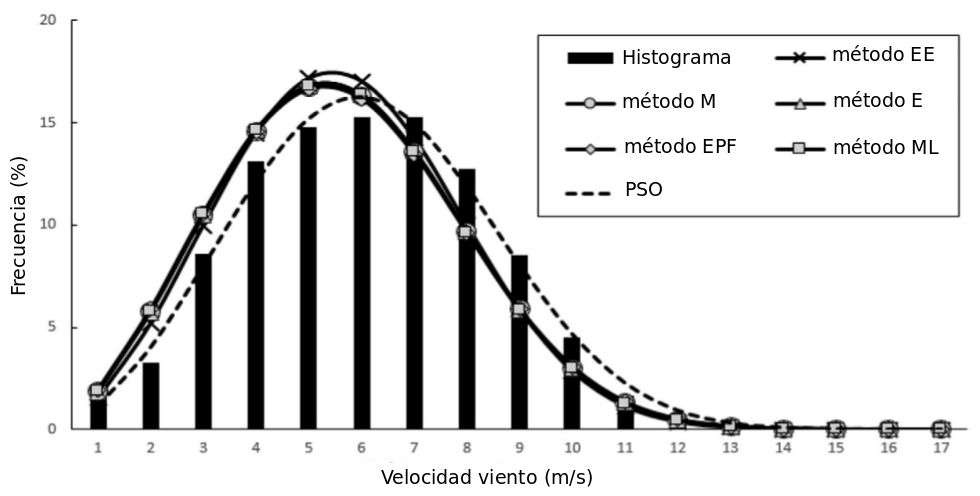 20
15
10
5
0
Frecuencia (%)
Histograma
método EE
método M
método E
método EPF
método ML
PSO
1 2 3 4 5 6 7 8 9 10 11 12 13 14 15 16 17
Velocidad viento (m/s)